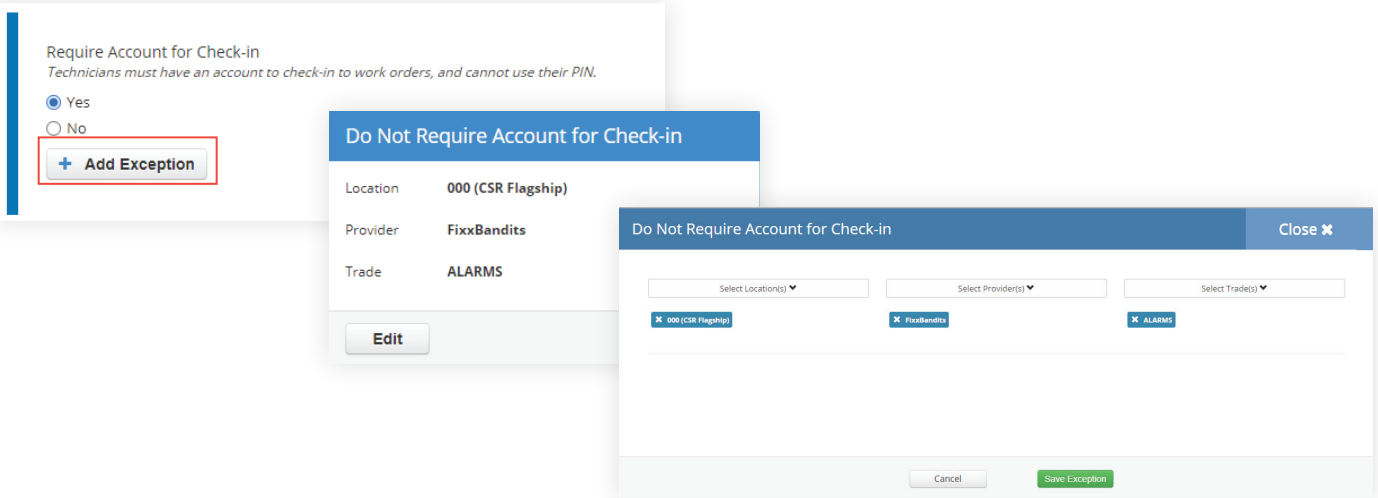 Require Account for Check-in
Technicians must have an account to check-in to work orders, and cannot use their PIN.
Yes
No
+ Add Exception
Do Not Require Account for Check-in
Location 000 (CSR Flagship)
Provider FixxBandits
Trade ALARMS
Edit
Do Not Require Account for Check-in Close ✖
Select Location(s) Select Provider(s) Select Trade(s)
✖ 000 (CSR Flagship) ✖ FixxBandits ✖ ALARMS
Cancel Save Exception